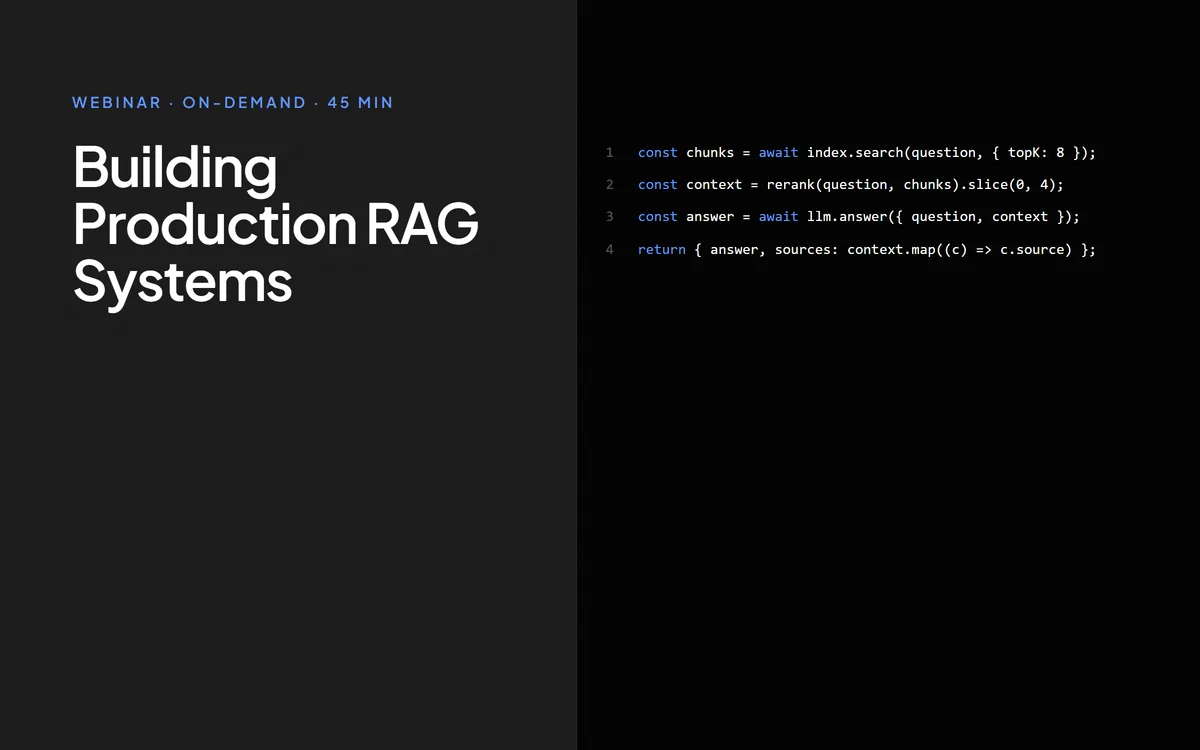 WEBINAR · ON-DEMAND · 45 MIN
Building
Production RAG
Systems
1 const chunks = await index.search(question, { topK: 8 });
2 const context = rerank(question, chunks).slice(0, 4);
3 const answer = await llm.answer({ question, context });
4 return { answer, sources: context.map((c) => c.source) };